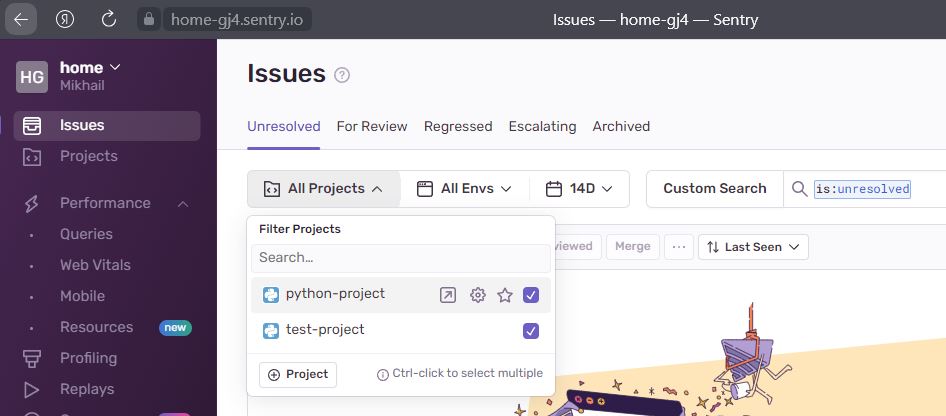 home-gj4.sentry.io
Issues — home-gj4 — Sentry
HG
home
Mikhail
Issues
Projects
Performance
Queries
Web Vitals
Mobile
Resources new
Profiling
Replays
Issues
Unresolved For Review Regressed Escalating Archived
All Projects All Envs 14D Custom Search is:unresolved
Filter Projects
Search…
viewed Merge ··· Last Seen
python-project
test-project
Project Ctrl-click to select multiple